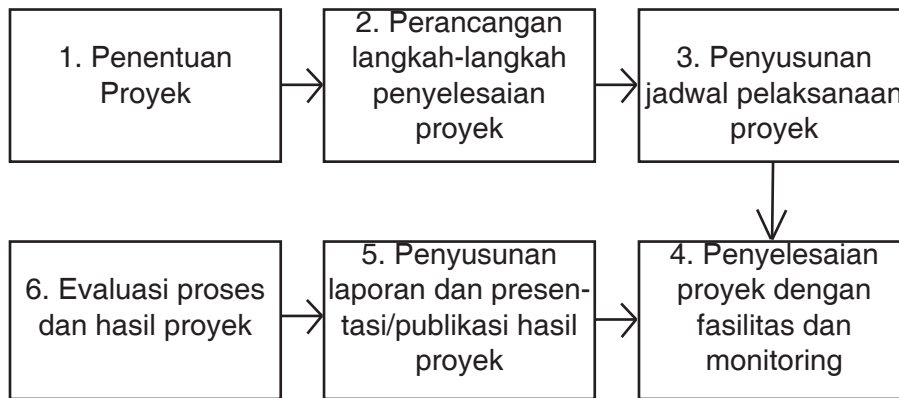 1. Penentuan
Proyek
2. Perancangan
langkah-langkah
penyelesaian
proyek
3. Penyusunan
jadwal pelaksanaan
proyek
6. Evaluasi proses
dan hasil proyek
5. Penyusunan
laporan dan presen-
tasi/publikasi hasil
proyek
4. Penyelesaian
proyek dengan
fasilitas dan
monitoring